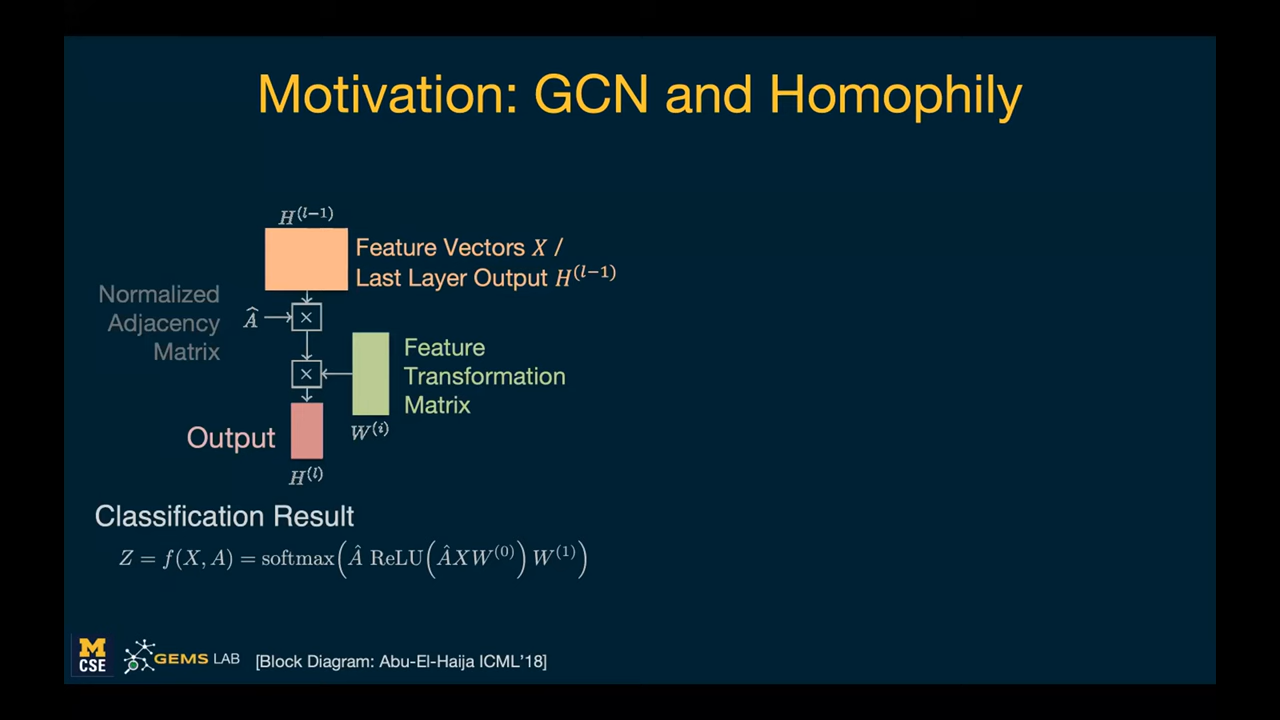 Motivation: GCN and Homophily
H^(l−1)
Feature Vectors X /
Last Layer Output H^(l−1)
Normalized
Adjacency
Matrix
Â
×
×
Feature
Transformation
Matrix
W^(i)
Output
H^(l)
Classification Result
Z = f(X, A) = softmax(Â ReLU(ÂXW^(0)) W^(1))
M
CSE
GEMS LAB
[Block Diagram: Abu-El-Haija ICML'18]